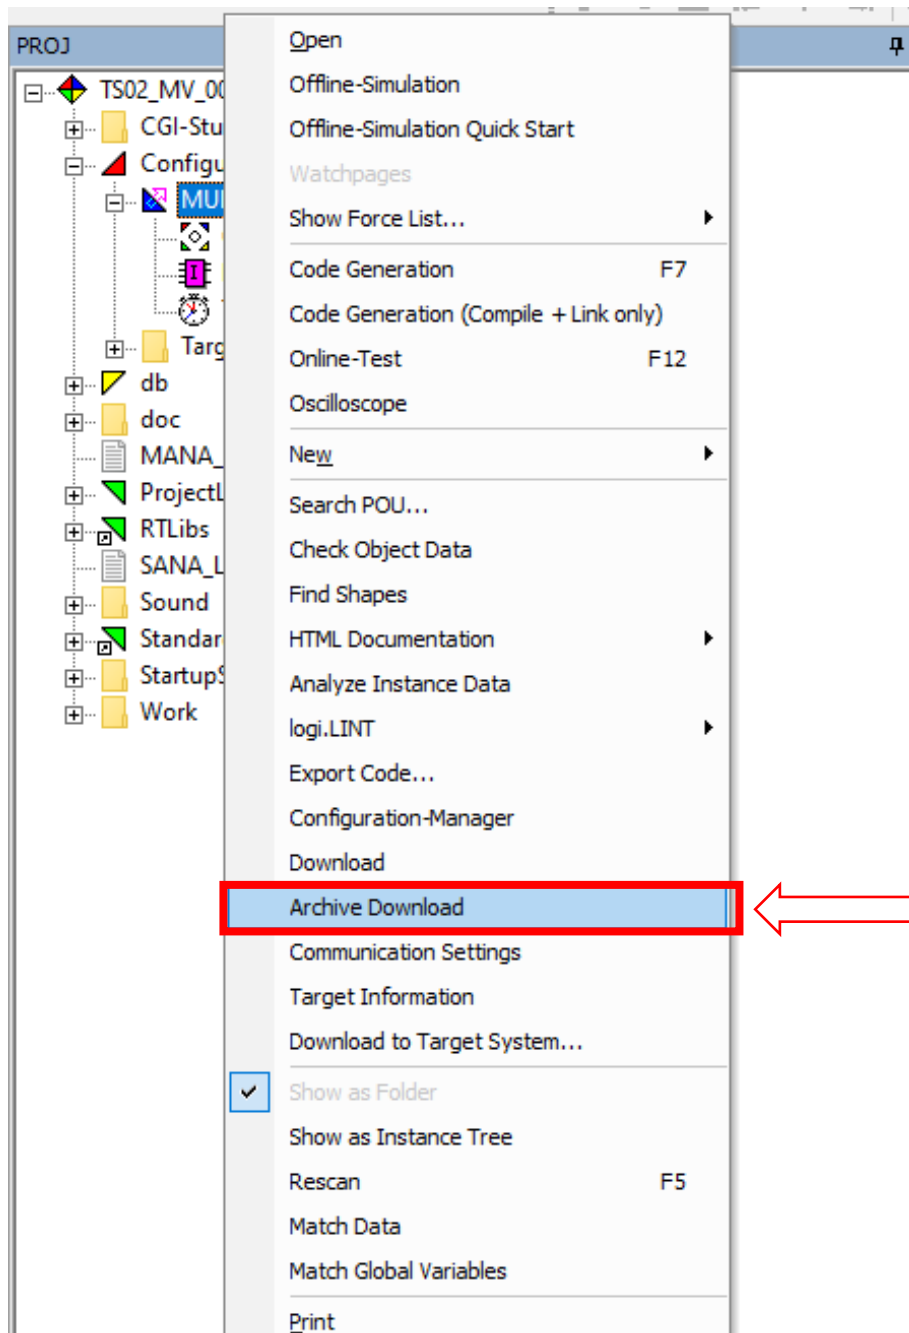 PROJ
TS02_MV_00
CGI-Stu
Configu
MUI
Targ
db
doc
MANA_
ProjectL
RTLibs
SANA_L
Sound
Standar
StartupS
Work
Open
Offline-Simulation
Offline-Simulation Quick Start
Watchpages
Show Force List...
Code Generation F7
Code Generation (Compile + Link only)
Online-Test F12
Oscilloscope
New
Search POU...
Check Object Data
Find Shapes
HTML Documentation
Analyze Instance Data
logi.LINT
Export Code...
Configuration-Manager
Download
Archive Download
Communication Settings
Target Information
Download to Target System...
Show as Folder
Show as Instance Tree
Rescan F5
Match Data
Match Global Variables
Print